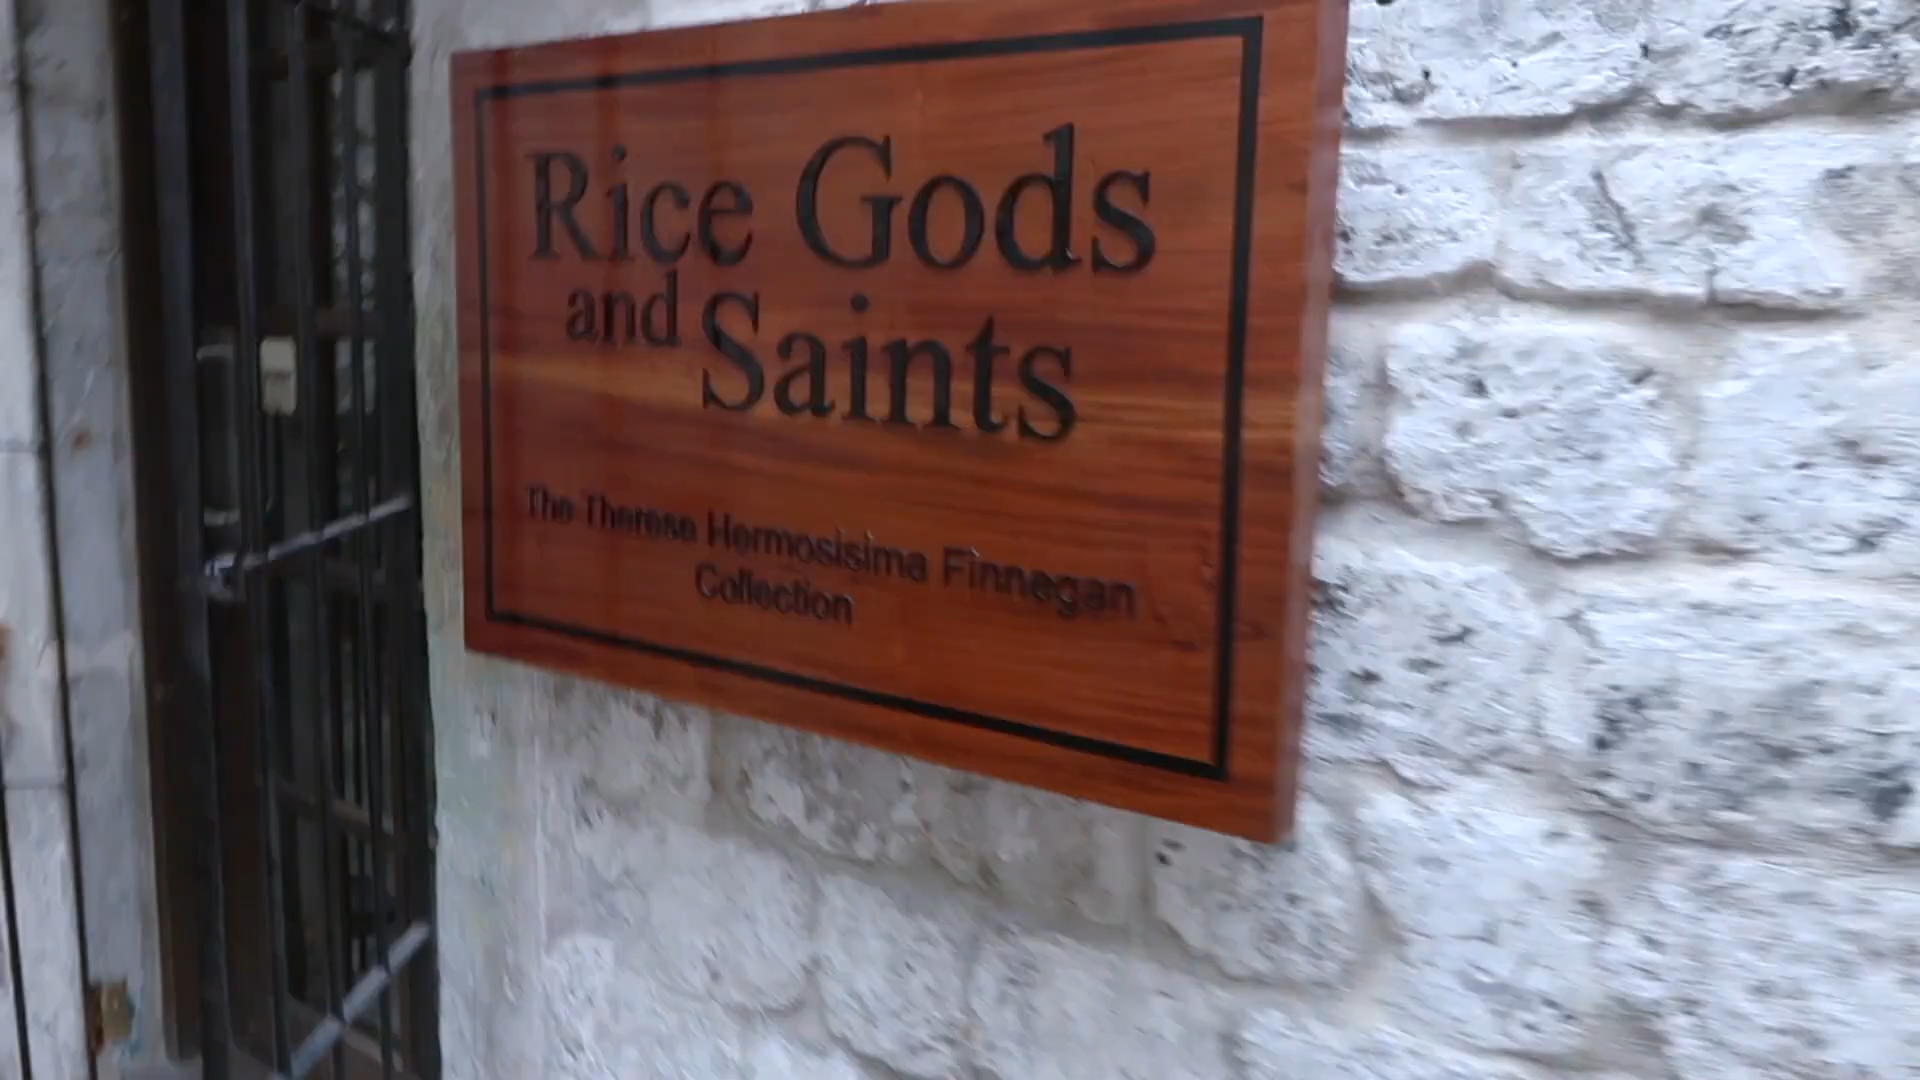 Rice Gods
and Saints
The Therese Hermosisima Finnegan
Collection